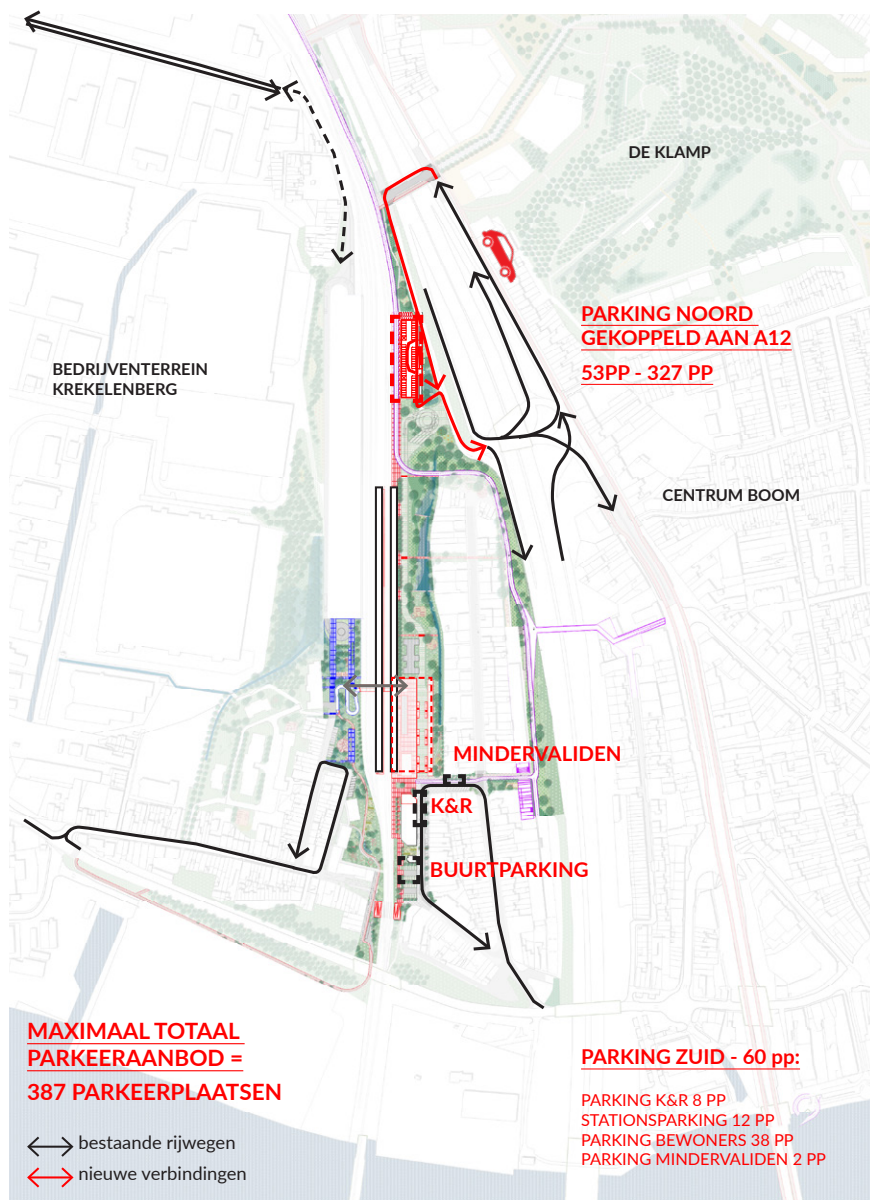 DE KLAMP
PARKING NOORD
GEKOPPELD AAN A12
53PP - 327 PP
BEDRIJVENTERREIN
KREKELENBERG
CENTRUM BOOM
MINDERVALIDEN
K&R
BUURTPARKING
MAXIMAAL TOTAAL
PARKEERAANBOD =
387 PARKEERPLAATSEN
bestaande rijwegen
nieuwe verbindingen
PARKING ZUID - 60 pp:
PARKING K&R 8 PP
STATIONSPARKING 12 PP
PARKING BEWONERS 38 PP
PARKING MINDERVALIDEN 2 PP